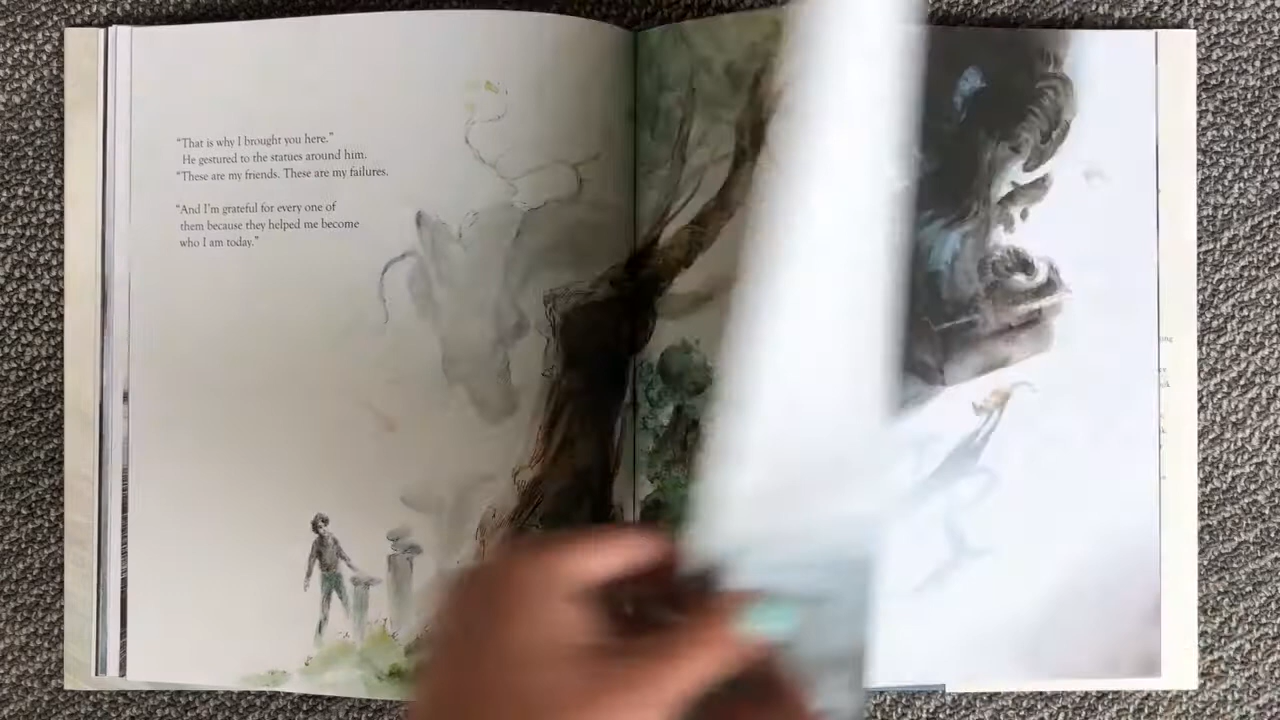 “That is why I brought you here.”
He gestured to the statues around him.
“These are my friends. These are my failures.
“And I’m grateful for every one of
them because they helped me become
who I am today.”